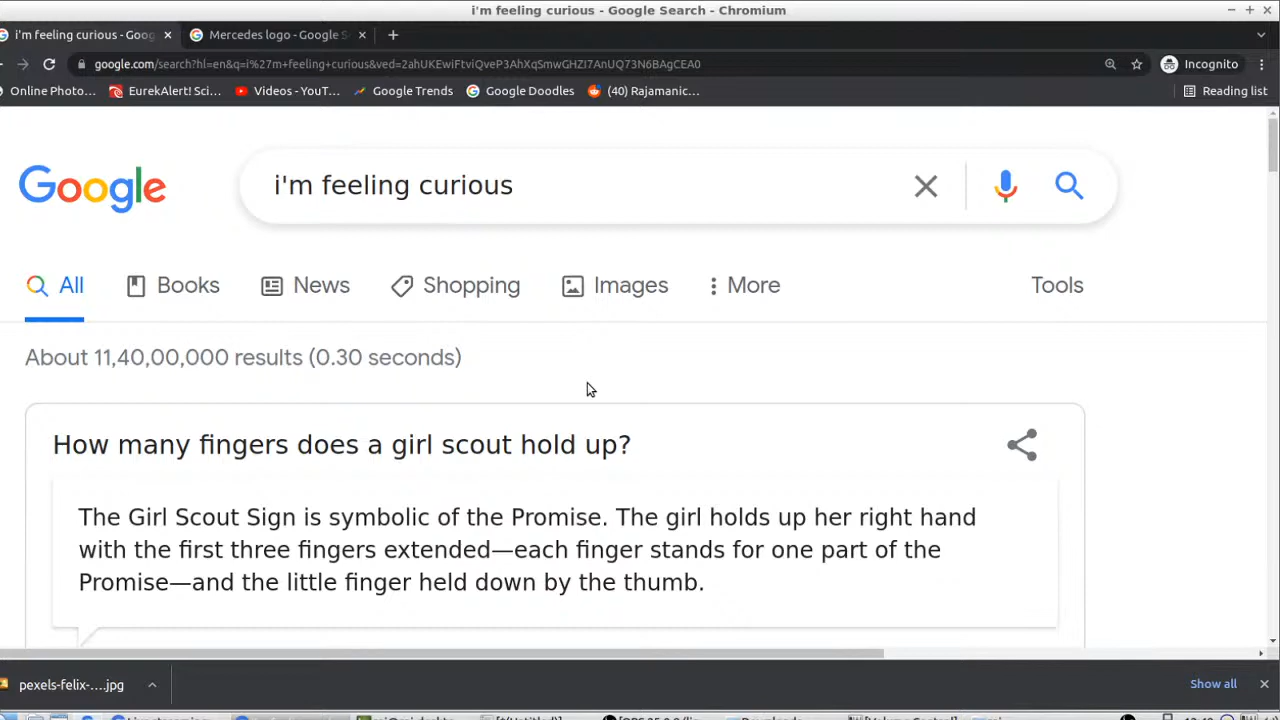 i'm feeling curious - Google Search - Chromium
i'm feeling curious - Goog
Mercedes logo - Google S
google.com/search?hl=en&q=i%27m+feeling+curious&ved=2ahUKEwiFtviQveP3AhXqSmwGHZI7AnUQ73N6BAgCEA0
Incognito
Online Photo…
EurekAlert! Sci…
Videos - YouT…
Google Trends
Google Doodles
(40) Rajamanic…
Reading list
Google
i'm feeling curious
All
Books
News
Shopping
Images
More
Tools
About 11,40,00,000 results (0.30 seconds)
How many fingers does a girl scout hold up?
The Girl Scout Sign is symbolic of the Promise. The girl holds up her right hand
with the first three fingers extended—each finger stands for one part of the
Promise—and the little finger held down by the thumb.
pexels-felix-....jpg
Show all